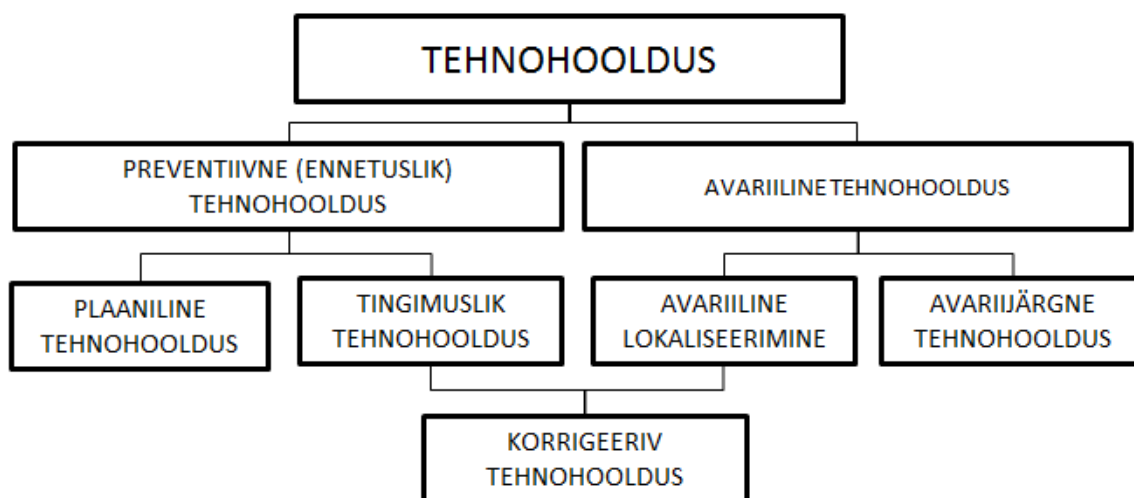 TEHNOHOOLDUS
PREVENTIIVNE (ENNETUSLIK)
TEHNOHOOLDUS
AVARIILINE TEHNOHOOLDUS
PLAANILINE
TEHNOHOOLDUS
TINGIMUSLIK
TEHNOHOOLDUS
AVARIILINE
LOKALISEERIMINE
AVARIIJÄRGNE
TEHNOHOOLDUS
KORRIGEERIV
TEHNOHOOLDUS